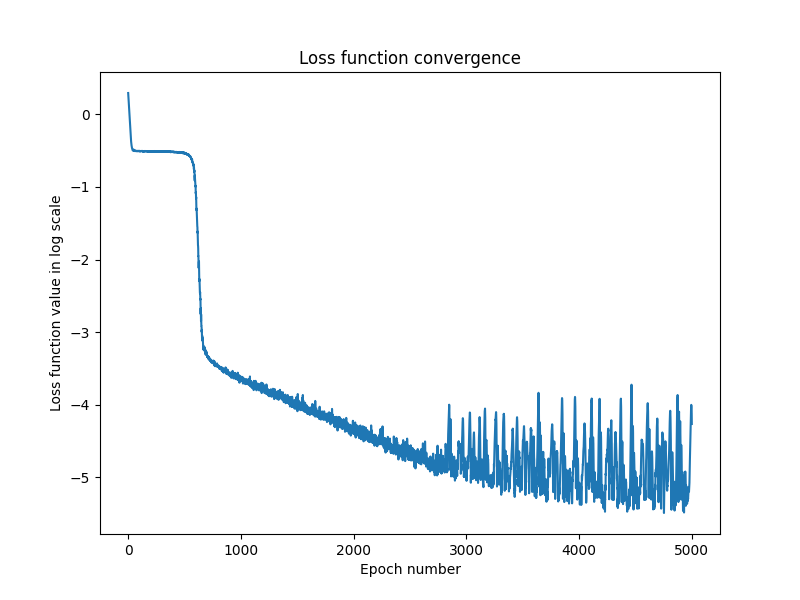 Loss function convergence
Loss function value in log scale
0
−1
−2
−3
−4
−5
0 1000 2000 3000 4000 5000
Epoch number